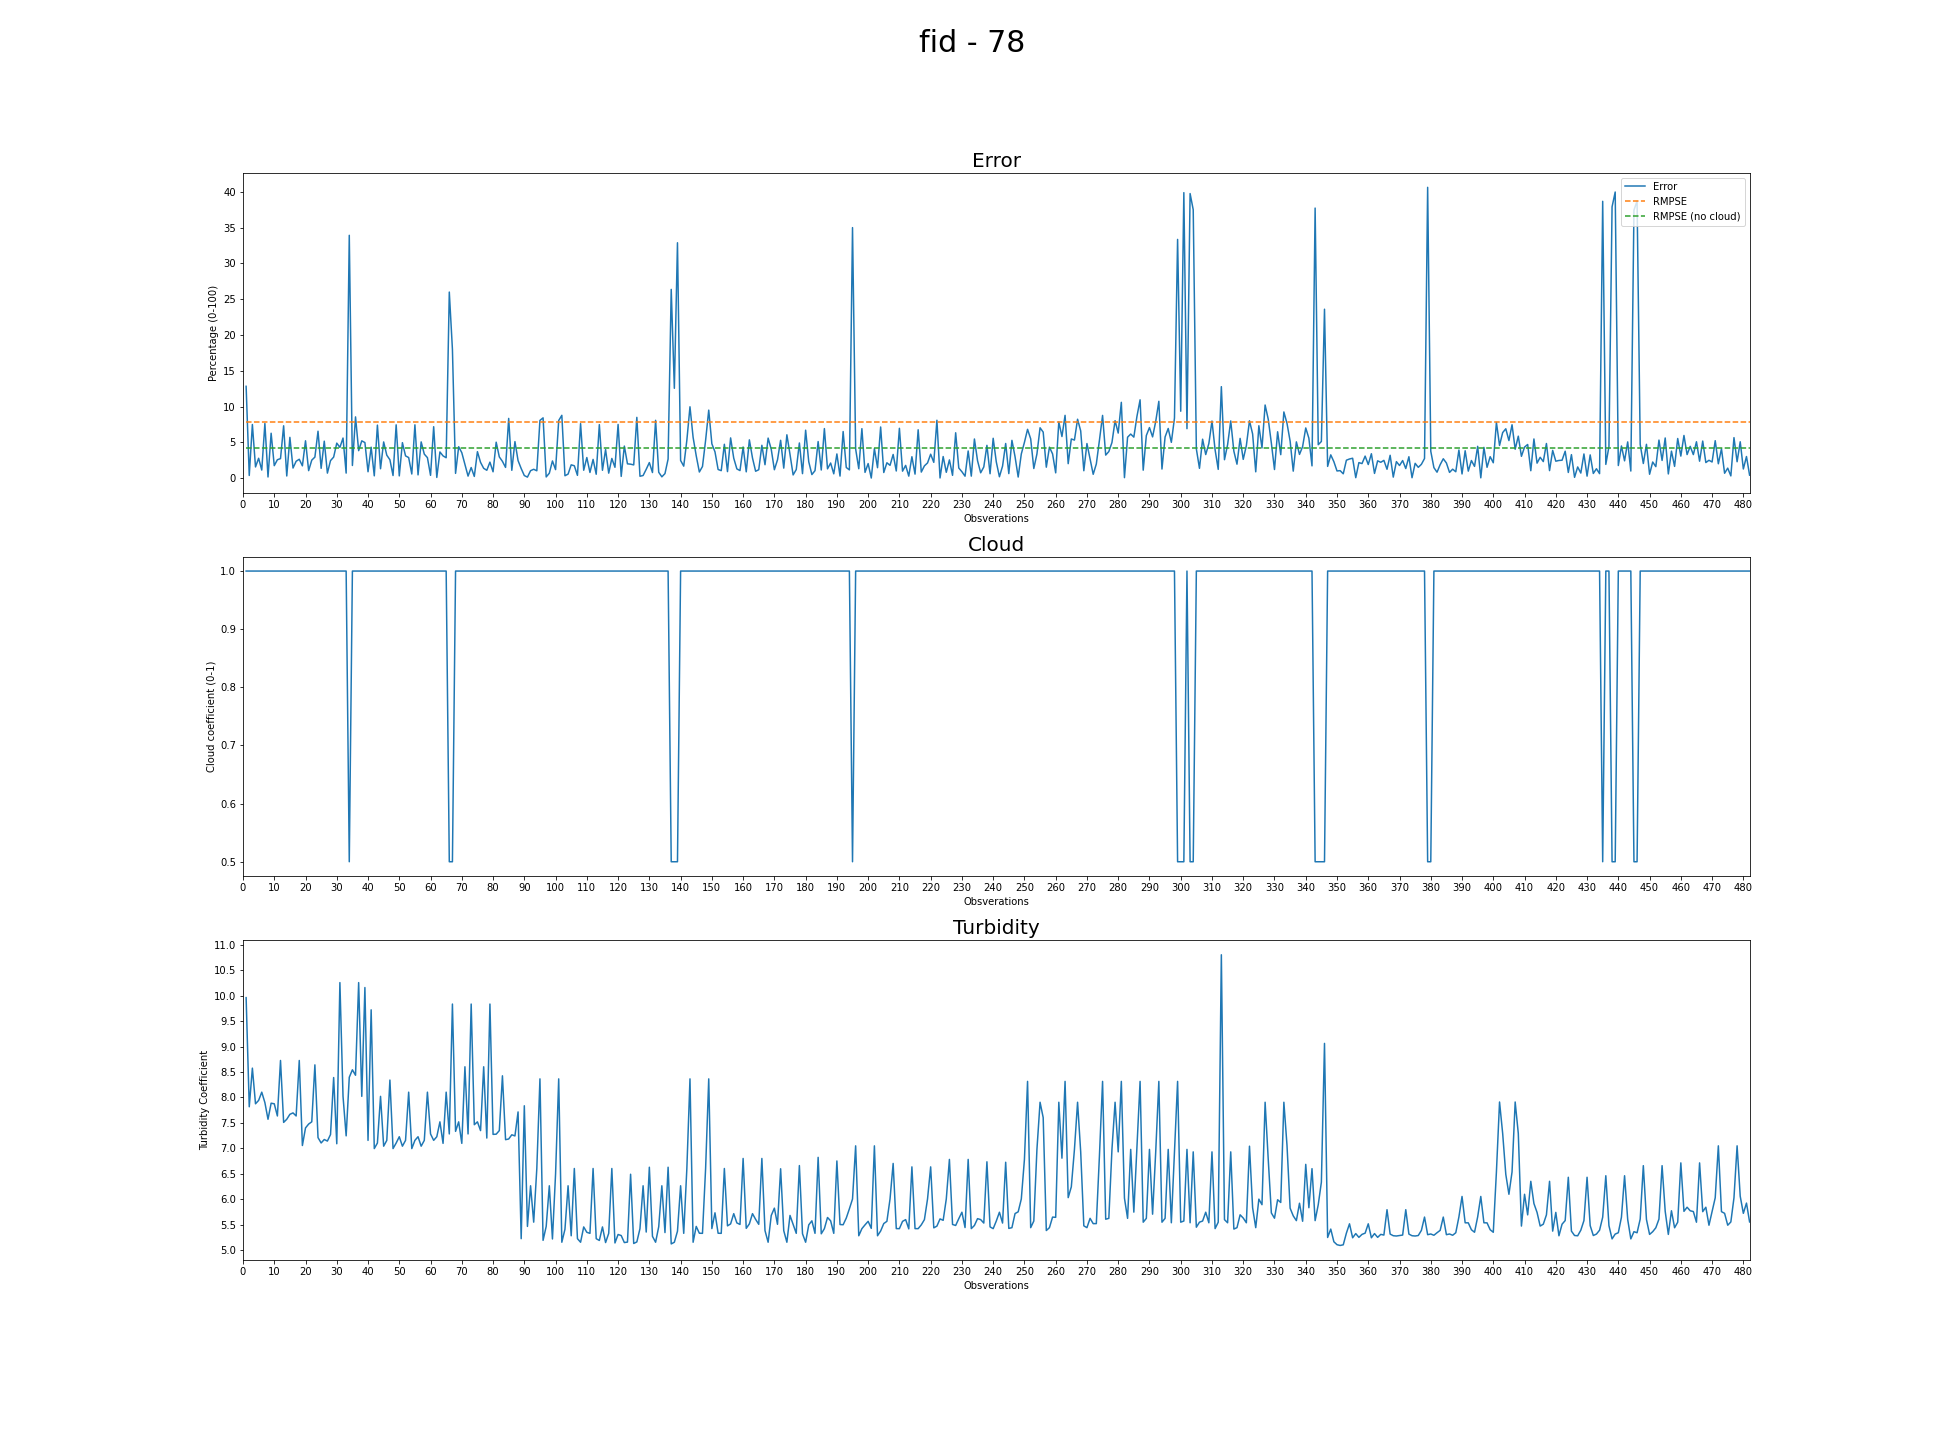 fid - 78
Error
40
35
30
25
20
15
10
5
0
Percentage (0-100)
Error
RMPSE
RMPSE (no cloud)
0 10 20 30 40 50 60 70 80 90 100 110 120 130 140 150 160 170 180 190 200 210 220 230 240 250 260 270 280 290 300 310 320 330 340 350 360 370 380 390 400 410 420 430 440 450 460 470 480
Obsverations
Cloud
1.0
0.9
0.8
0.7
0.6
0.5
Cloud coefficient (0-1)
0 10 20 30 40 50 60 70 80 90 100 110 120 130 140 150 160 170 180 190 200 210 220 230 240 250 260 270 280 290 300 310 320 330 340 350 360 370 380 390 400 410 420 430 440 450 460 470 480
Obsverations
Turbidity
11.0
10.5
10.0
9.5
9.0
8.5
8.0
7.5
7.0
6.5
6.0
5.5
5.0
Turbidity Coefficient
0 10 20 30 40 50 60 70 80 90 100 110 120 130 140 150 160 170 180 190 200 210 220 230 240 250 260 270 280 290 300 310 320 330 340 350 360 370 380 390 400 410 420 430 440 450 460 470 480
Obsverations